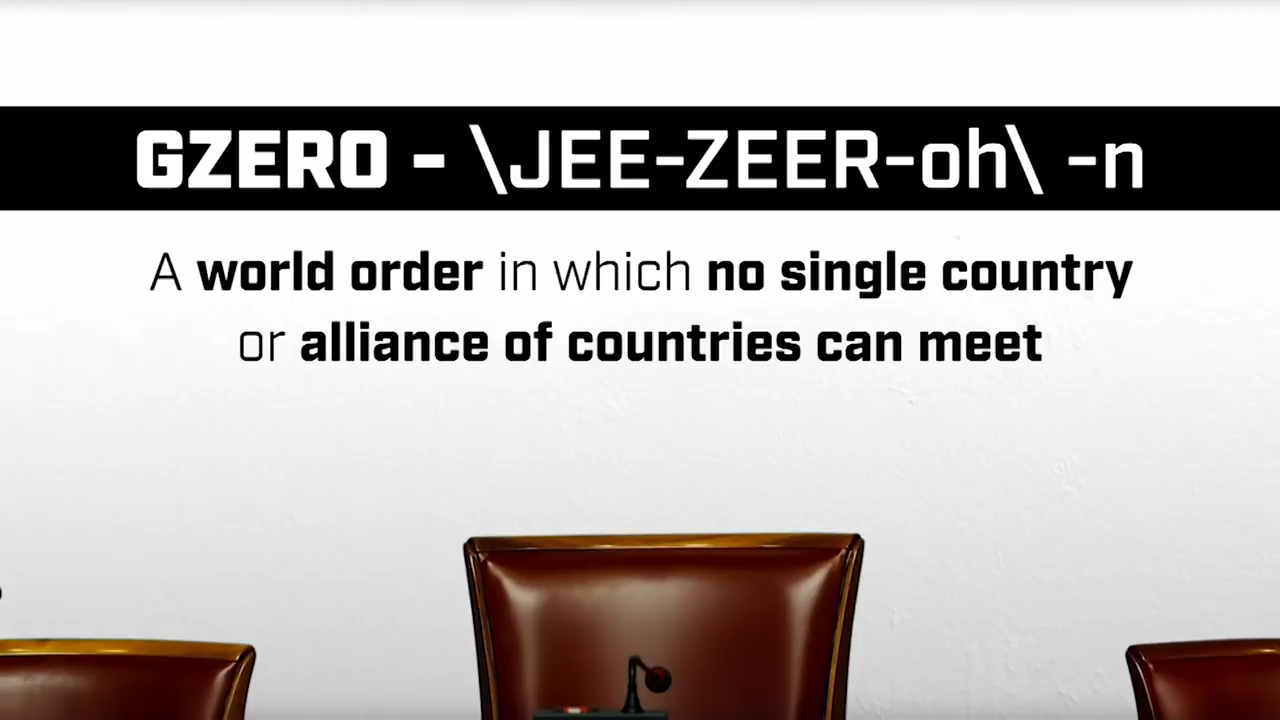 GZERO - \JEE-ZEER-oh\ -n
A world order in which no single country
or alliance of countries can meet